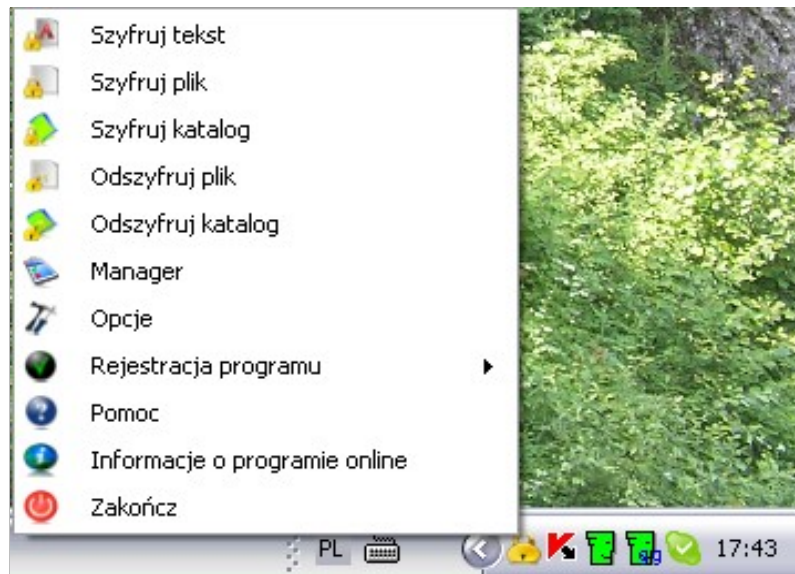 Szyfruj tekst
Szyfruj plik
Szyfruj katalog
Odszyfruj plik
Odszyfruj katalog
Manager
Opcje
Rejestracja programu
Pomoc
Informacje o programie online
Zakończ
PL 17:43